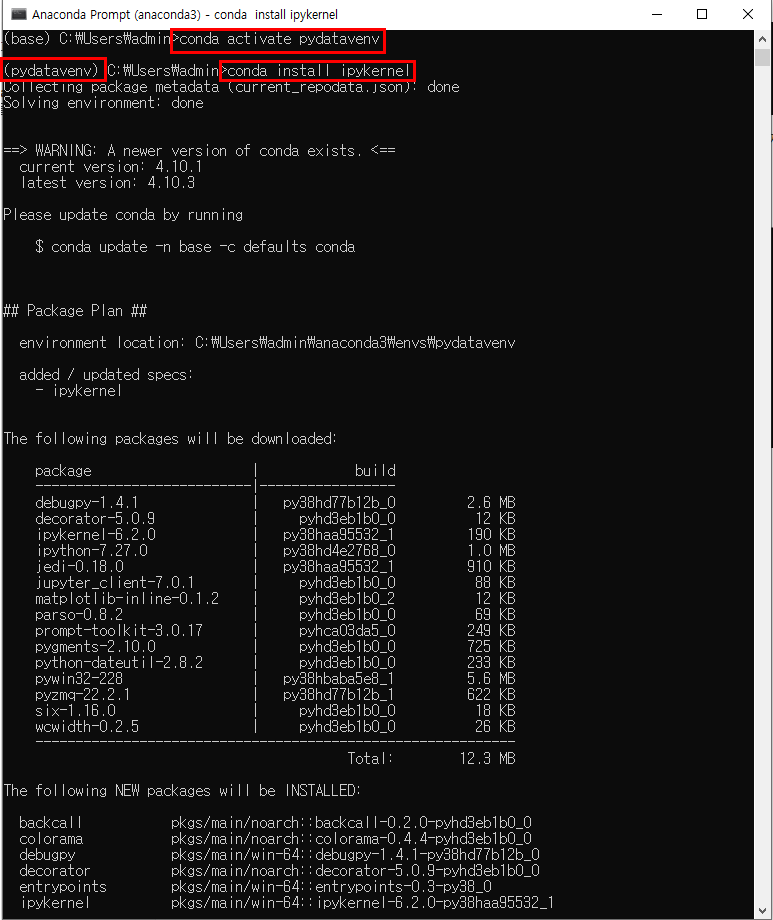 Anaconda Prompt (anaconda3) - conda  install ipykernel
(base) C:₩Users₩admin>conda activate pydatavenv
(pydatavenv) C:₩Users₩admin>conda install ipykernel
Collecting package metadata (current_repodata.json): done
Solving environment: done
==> WARNING: A newer version of conda exists. <==
current version: 4.10.1
latest version: 4.10.3
Please update conda by running
$ conda update -n base -c defaults conda
## Package Plan ##
environment location: C:₩Users₩admin₩anaconda3₩envs₩pydatavenv
added / updated specs:
- ipykernel
The following packages will be downloaded:
package | build
---------------------------|-----------------
debugpy-1.4.1 | py38hd77b12b_0 2.6 MB
decorator-5.0.9 | pyhd3eb1b0_0 12 KB
ipykernel-6.2.0 | py38haa95532_1 190 KB
ipython-7.27.0 | py38hd4e2768_0 1.0 MB
jedi-0.18.0 | py38haa95532_1 910 KB
jupyter_client-7.0.1 | pyhd3eb1b0_0 88 KB
matplotlib-inline-0.1.2 | pyhd3eb1b0_2 12 KB
parso-0.8.2 | pyhd3eb1b0_0 69 KB
prompt-toolkit-3.0.17 | pyhca03da5_0 249 KB
pygments-2.10.0 | pyhd3eb1b0_0 725 KB
python-dateutil-2.8.2 | pyhd3eb1b0_0 233 KB
pywin32-228 | py38hbaba5e8_1 5.6 MB
pyzmq-22.2.1 | py38hd77b12b_1 622 KB
six-1.16.0 | pyhd3eb1b0_0 18 KB
wcwidth-0.2.5 | pyhd3eb1b0_0 26 KB
------------------------------------------------------------
Total: 12.3 MB
The following NEW packages will be INSTALLED:
backcall pkgs/main/noarch::backcall-0.2.0-pyhd3eb1b0_0
colorama pkgs/main/noarch::colorama-0.4.4-pyhd3eb1b0_0
debugpy pkgs/main/win-64::debugpy-1.4.1-py38hd77b12b_0
decorator pkgs/main/noarch::decorator-5.0.9-pyhd3eb1b0_0
entrypoints pkgs/main/win-64::entrypoints-0.3-py38_0
ipykernel pkgs/main/win-64::ipykernel-6.2.0-py38haa95532_1